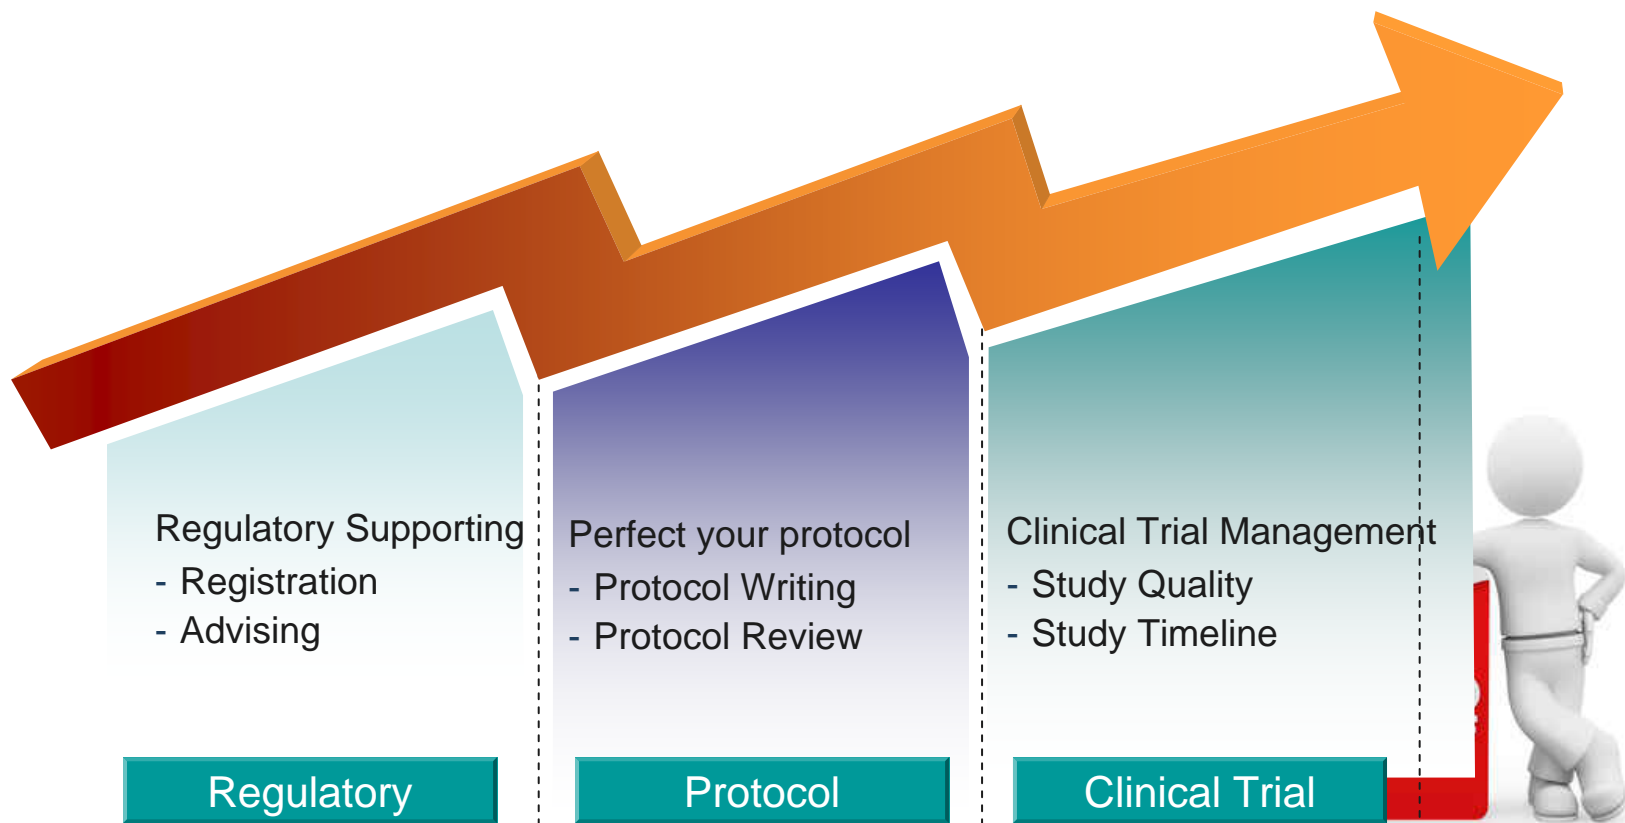 Regulatory Supporting
- Registration
- Advising
Perfect your protocol
- Protocol Writing
- Protocol Review
Clinical Trial Management
- Study Quality
- Study Timeline
Regulatory
Protocol
Clinical Trial